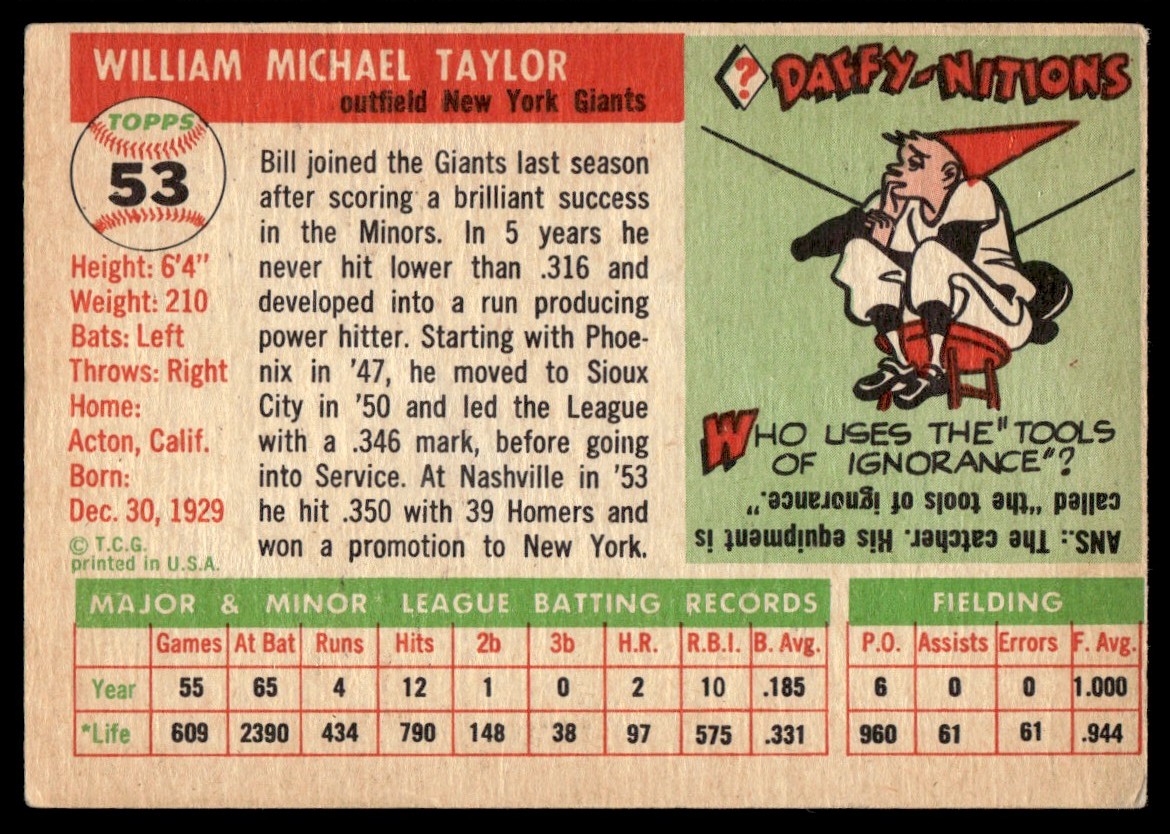 WILLIAM MICHAEL TAYLOR
outfield New York Giants
TOPPS
53
Height: 6'4"
Weight: 210
Bats: Left
Throws: Right
Home:
Acton, Calif.
Born:
Dec. 30, 1929
© T.C.G.
printed in U.S.A.
Bill joined the Giants last season
after scoring a brilliant success
in the Minors. In 5 years he
never hit lower than .316 and
developed into a run producing
power hitter. Starting with Phoe-
nix in '47, he moved to Sioux
City in '50 and led the League
with a .346 mark, before going
into Service. At Nashville in '53
he hit .350 with 39 Homers and
won a promotion to New York.
? DAFFY-NITIONS
WHO USES THE "TOOLS
OF IGNORANCE"?
ANS.: The catcher. His equipment is
called "the tools of ignorance."
MAJOR & MINOR LEAGUE BATTING RECORDS
Games At Bat Runs Hits 2b 3b H.R. R.B.I. B. Avg.
Year 55 65 4 12 1 0 2 10 .185
*Life 609 2390 434 790 148 38 97 575 .331
FIELDING
P.O. Assists Errors F. Avg.
6 0 0 1.000
960 61 61 .944